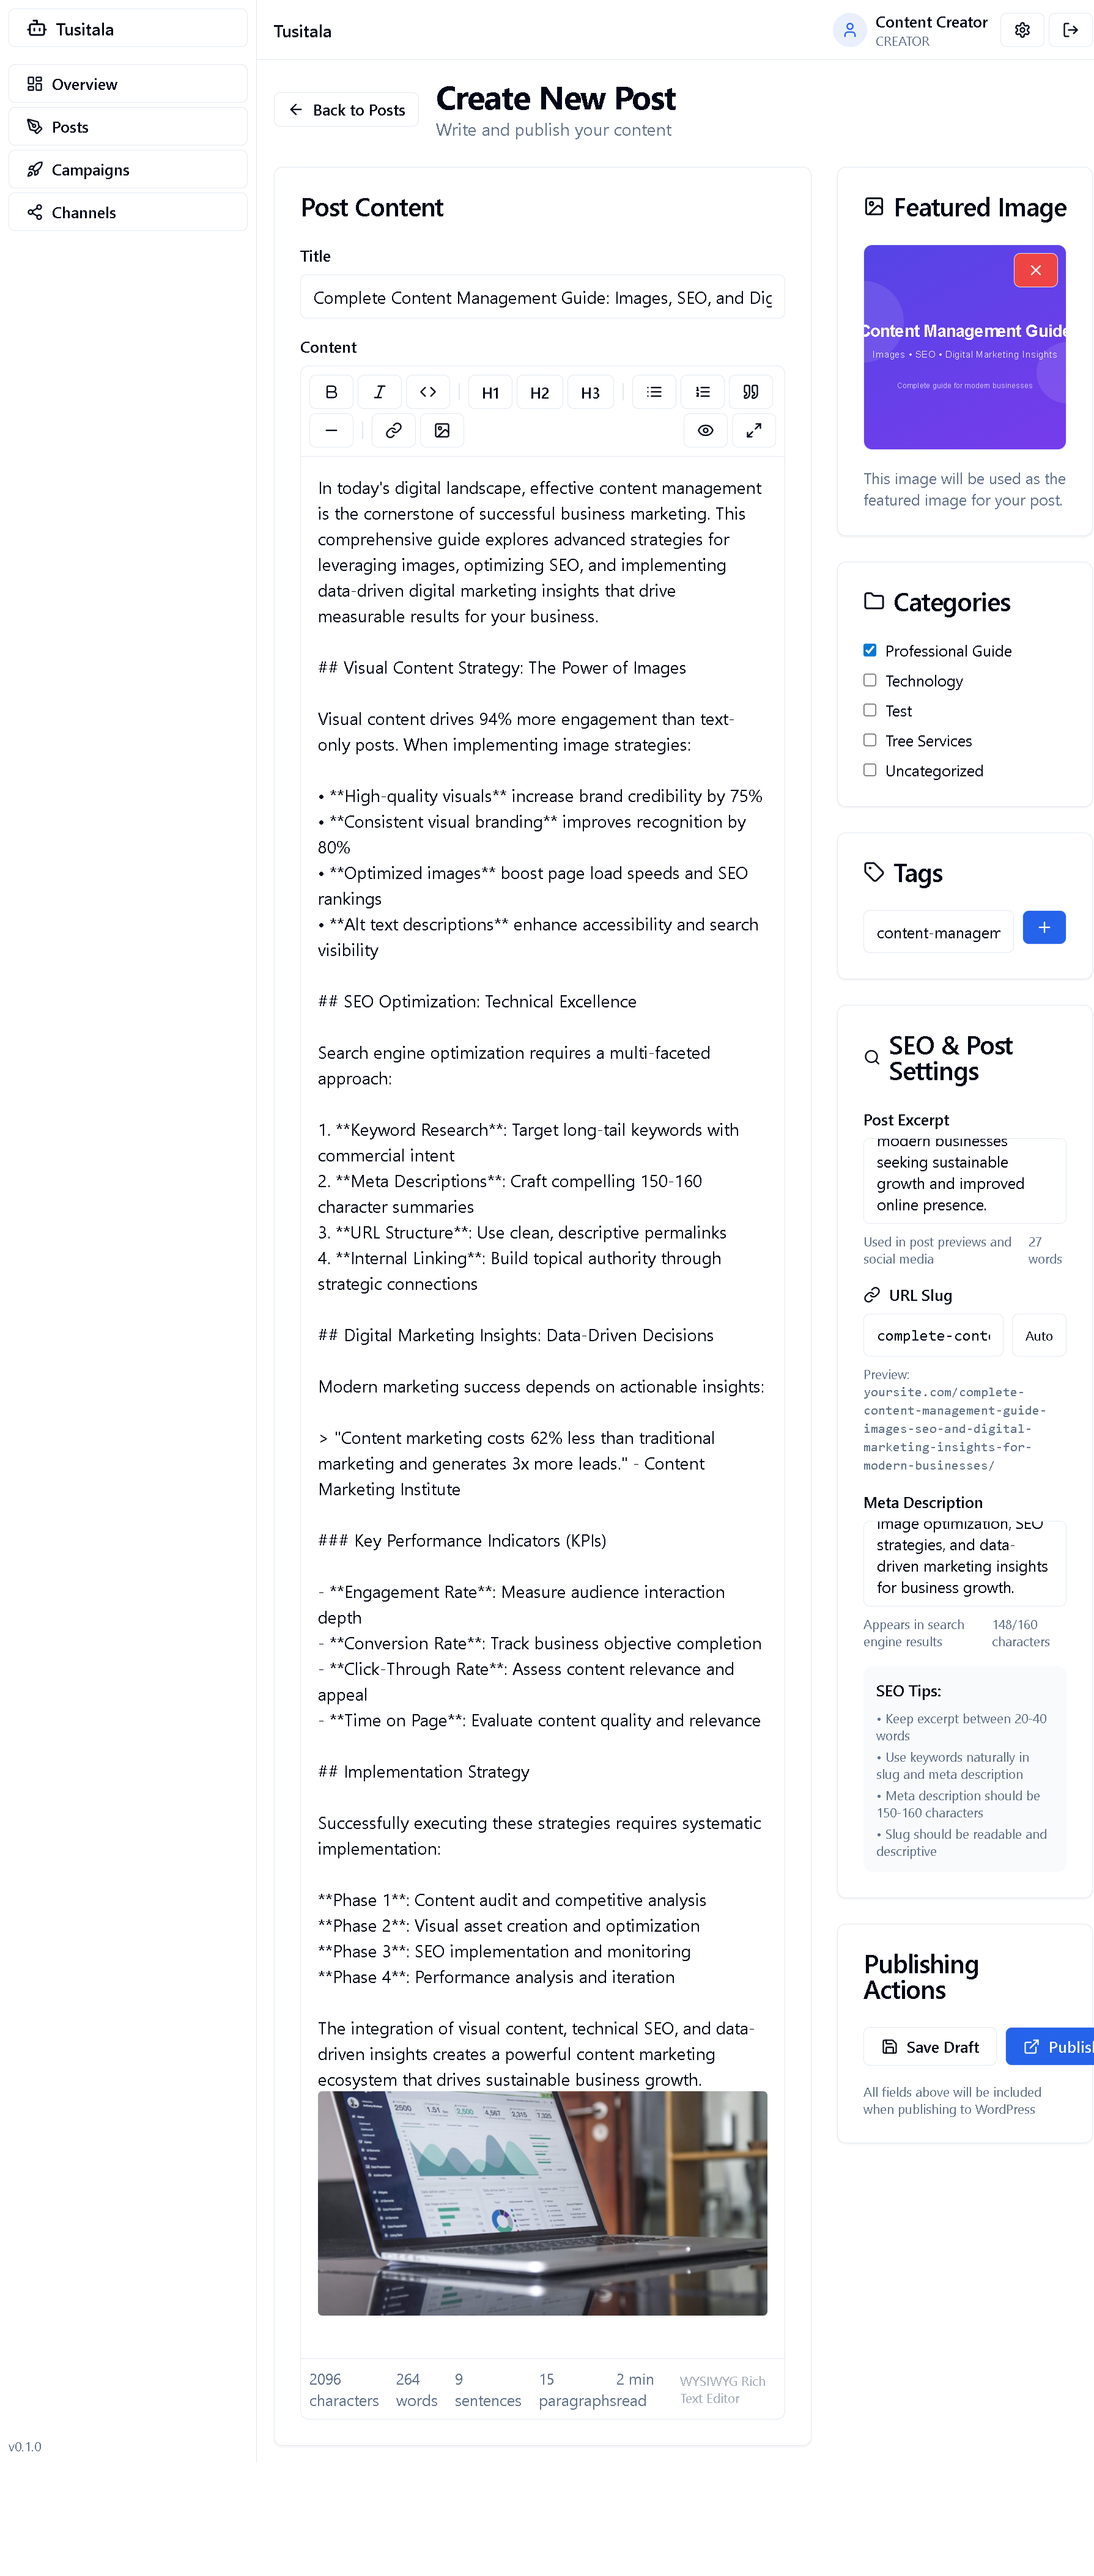 Tusitala
Overview
Posts
Campaigns
Channels
v0.1.0
Tusitala
Content Creator
CREATOR
Back to Posts
Create New Post
Write and publish your content
Post Content
Title
Complete Content Management Guide: Images, SEO, and Dig
Content
H1 H2 H3
In today's digital landscape, effective content management
is the cornerstone of successful business marketing. This
comprehensive guide explores advanced strategies for
leveraging images, optimizing SEO, and implementing
data-driven digital marketing insights that drive
measurable results for your business.
## Visual Content Strategy: The Power of Images
Visual content drives 94% more engagement than text-
only posts. When implementing image strategies:
• **High-quality visuals** increase brand credibility by 75%
• **Consistent visual branding** improves recognition by
80%
• **Optimized images** boost page load speeds and SEO
rankings
• **Alt text descriptions** enhance accessibility and search
visibility
## SEO Optimization: Technical Excellence
Search engine optimization requires a multi-faceted
approach:
1. **Keyword Research**: Target long-tail keywords with
commercial intent
2. **Meta Descriptions**: Craft compelling 150-160
character summaries
3. **URL Structure**: Use clean, descriptive permalinks
4. **Internal Linking**: Build topical authority through
strategic connections
## Digital Marketing Insights: Data-Driven Decisions
Modern marketing success depends on actionable insights:
> "Content marketing costs 62% less than traditional
marketing and generates 3x more leads." - Content
Marketing Institute
### Key Performance Indicators (KPIs)
- **Engagement Rate**: Measure audience interaction
depth
- **Conversion Rate**: Track business objective completion
- **Click-Through Rate**: Assess content relevance and
appeal
- **Time on Page**: Evaluate content quality and relevance
## Implementation Strategy
Successfully executing these strategies requires systematic
implementation:
**Phase 1**: Content audit and competitive analysis
**Phase 2**: Visual asset creation and optimization
**Phase 3**: SEO implementation and monitoring
**Phase 4**: Performance analysis and iteration
The integration of visual content, technical SEO, and data-
driven insights creates a powerful content marketing
ecosystem that drives sustainable business growth.
2500 1.51 2,500 4,567 2,315 7,325
2096 characters
264 words
9 sentences
15 paragraphs
2 min read
WYSIWYG Rich
Text Editor
Featured Image
Content Management Guide
Images • SEO • Digital Marketing Insights
Complete guide for modern businesses
This image will be used as the
featured image for your post.
Categories
Professional Guide
Technology
Test
Tree Services
Uncategorized
Tags
content-managem
SEO & Post
Settings
Post Excerpt
modern businesses
seeking sustainable
growth and improved
online presence.
Used in post previews and
social media
27
words
URL Slug
complete-conte
Auto
Preview:
yoursite.com/complete-
content-management-guide-
images-seo-and-digital-
marketing-insights-for-
modern-businesses/
Meta Description
image optimization, SEO
strategies, and data-
driven marketing insights
for business growth.
Appears in search
engine results
148/160
characters
SEO Tips:
• Keep excerpt between 20-40
words
• Use keywords naturally in
slug and meta description
• Meta description should be
150-160 characters
• Slug should be readable and
descriptive
Publishing
Actions
Save Draft
Publis
All fields above will be included
when publishing to WordPress